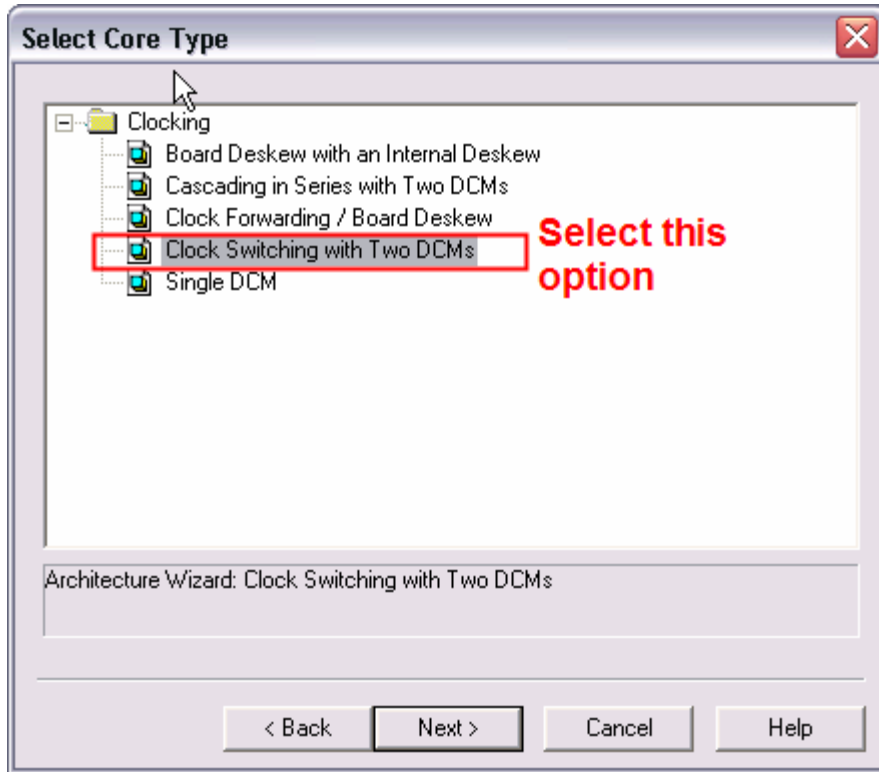 Select Core Type
Clocking
Board Deskew with an Internal Deskew
Cascading in Series with Two DCMs
Clock Forwarding / Board Deskew
Clock Switching with Two DCMs
Single DCM
Select this
option
Architecture Wizard: Clock Switching with Two DCMs
< Back
Next >
Cancel
Help